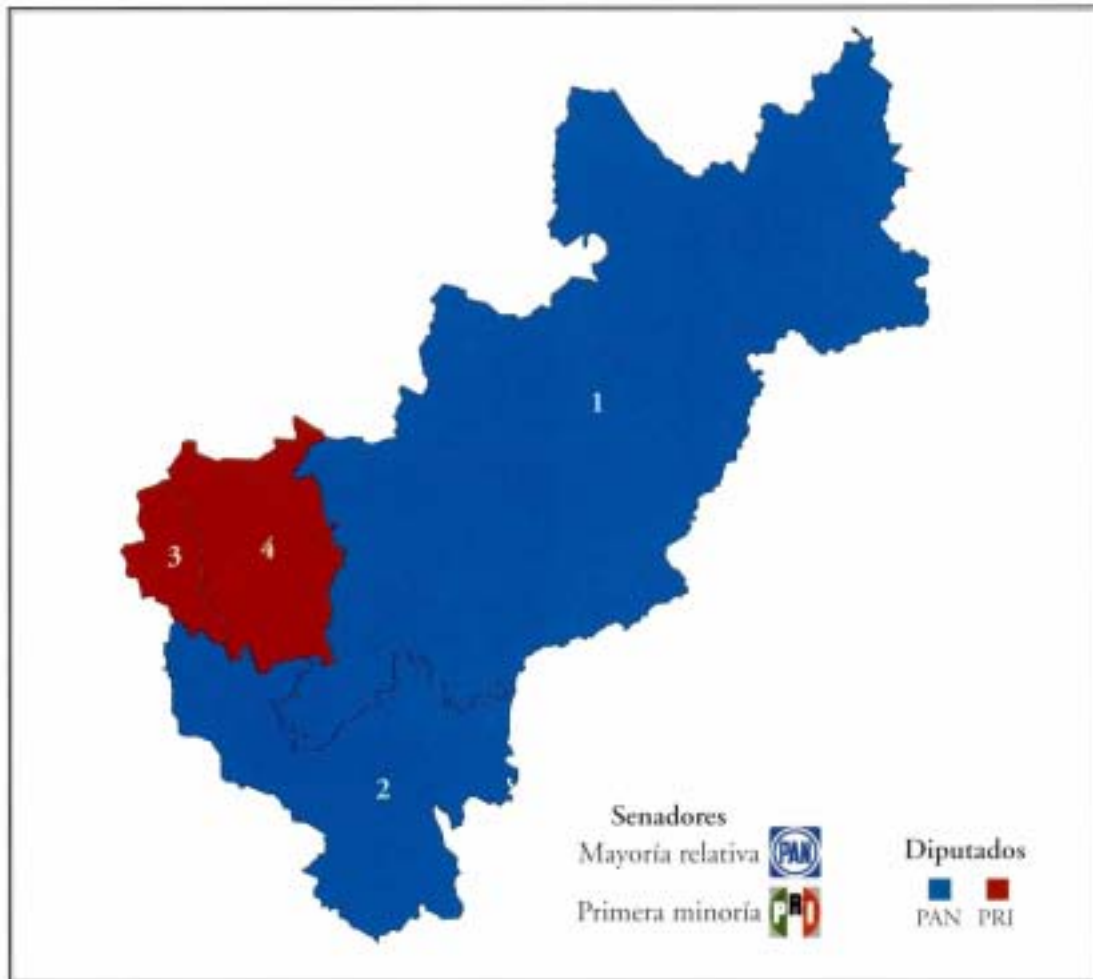 1
3
4
2
Senadores
Mayoría relativa PAN
Primera minoría PRI
Diputados
PAN PRI